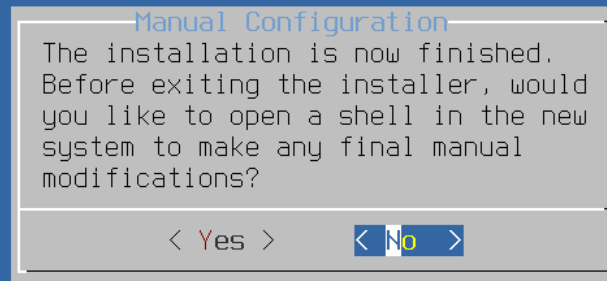 Manual Configuration
The installation is now finished.
Before exiting the installer, would
you like to open a shell in the new
system to make any final manual
modifications?
< Yes > < No >